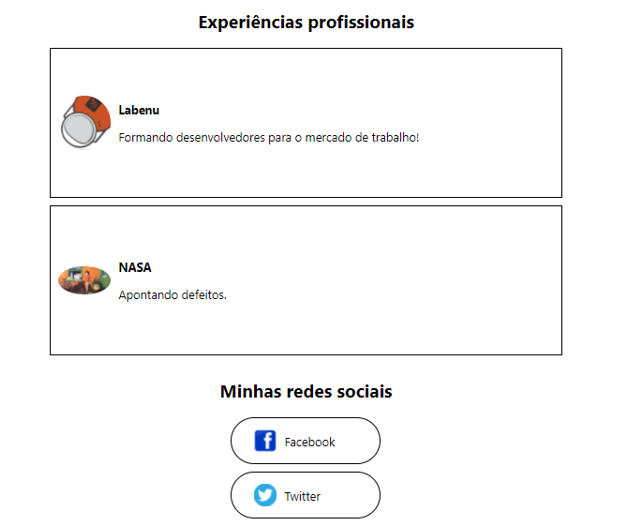 Experiências profissionais
Labenu
Formando desenvolvedores para o mercado de trabalho!
NASA
Apontando defeitos.
Minhas redes sociais
Facebook
Twitter